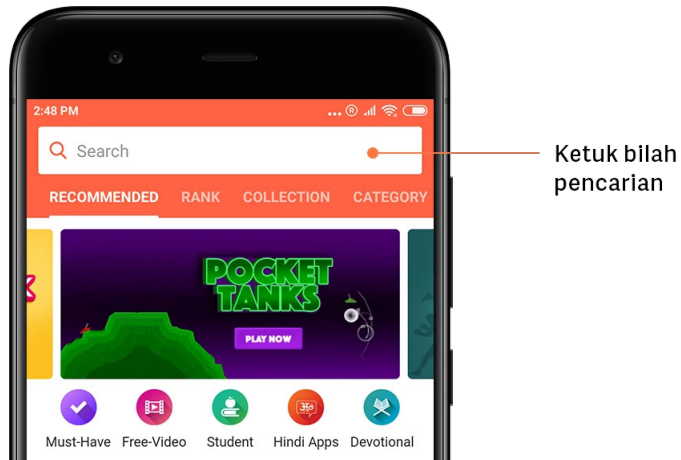 2:48 PM
Search
Ketuk bilah
pencarian
RECOMMENDED RANK COLLECTION CATEGORY
POCKET
TANKS
PLAY NOW
Must-Have Free-Video Student Hindi Apps Devotional